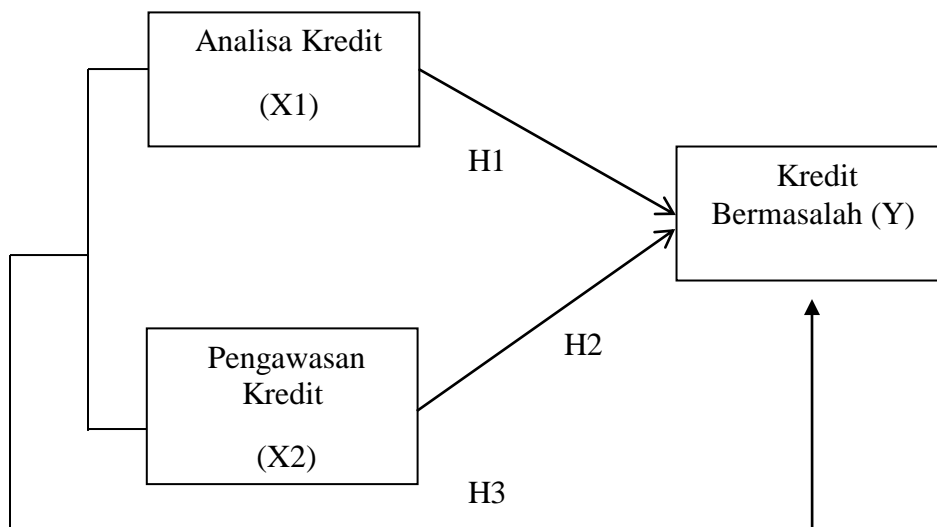 Analisa Kredit
(X1)
H1
Kredit
Bermasalah (Y)
H2
Pengawasan
Kredit
(X2)
H3